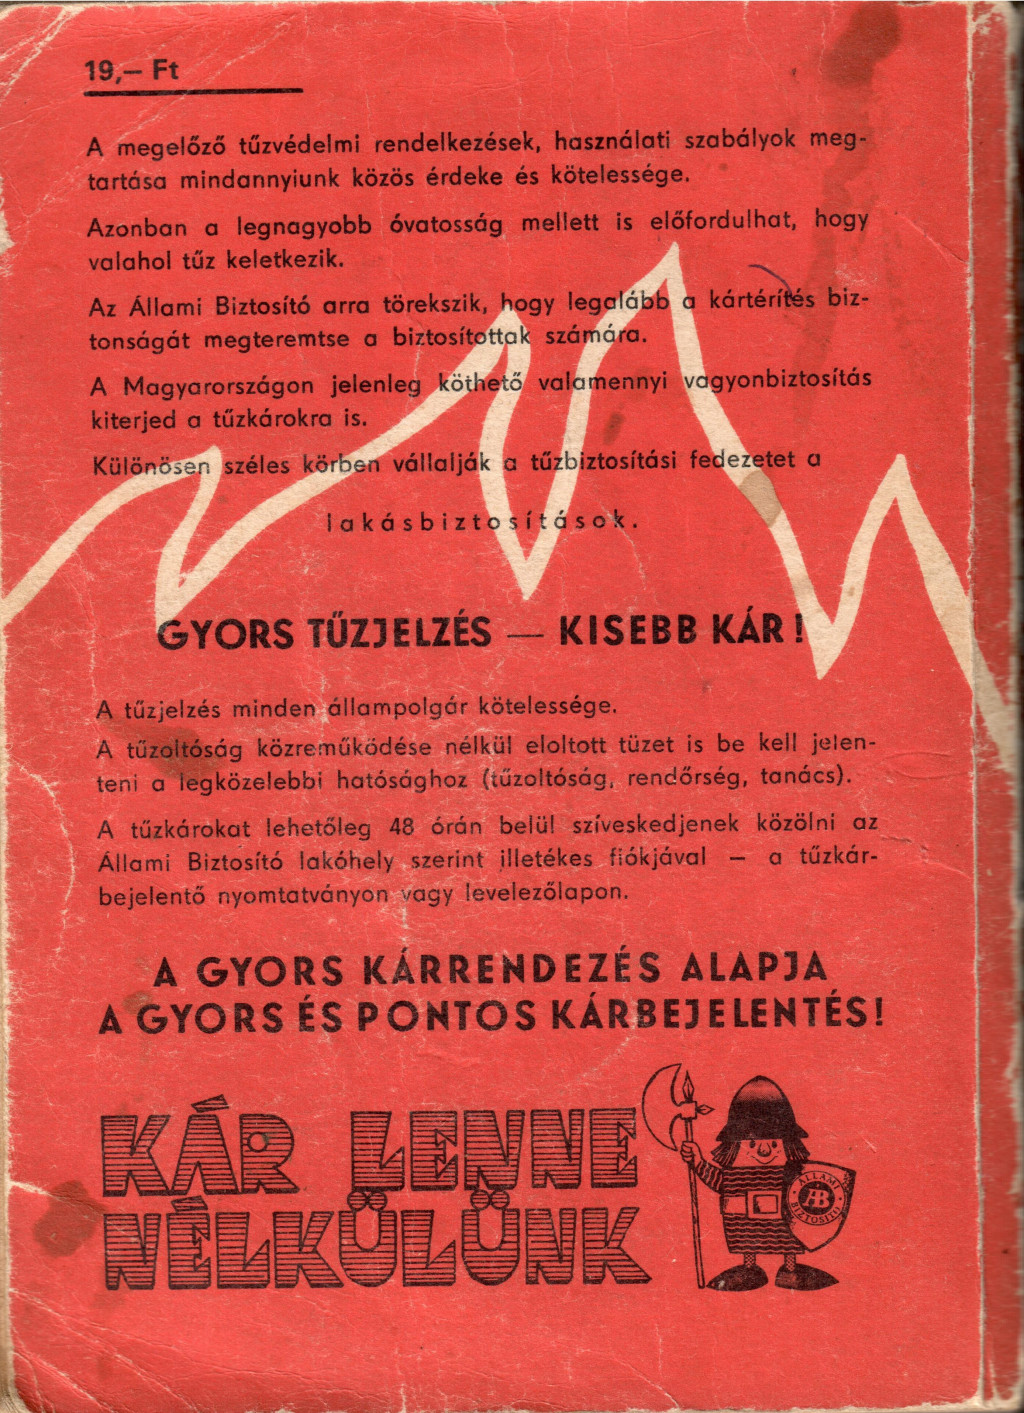 19,— Ft
A megelőző tűzvédelmi rendelkezések, használati szabályok meg-
tartása mindannyiunk közös érdeke és kötelessége.
Azonban a legnagyobb óvatosság mellett is előfordulhat, hogy
valahol tűz keletkezik.
Az Állami Biztosító arra törekszik, hogy legalább a kártérítés biz-
tonságát megteremtse a biztosítottak számára.
A Magyarországon jelenleg köthető valamennyi vagyonbiztosítás
kiterjed a tűzkárokra is.
Különösen széles körben vállalják a tűzbiztosítási fedezetet a
lakásbiztosítások.
GYORS TŰZJELZÉS — KISEBB KÁR!
A tűzjelzés minden állampolgár kötelessége.
A tűzoltóság közreműködése nélkül eloltott tüzet is be kell jelen-
teni a legközelebbi hatósághoz (tűzoltóság, rendőrség, tanács).
A tűzkárokat lehetőleg 48 órán belül szíveskedjenek közölni az
Állami Biztosító lakóhely szerint illetékes fiókjával — a tűzkár-
bejelentő nyomtatványon vagy levelezőlapon.
A GYORS KÁRRENDEZÉS ALAPJA
A GYORS ÉS PONTOS KÁRBEJELENTÉS!
KÁR LENNE
NÉLKÜLÜNK
ÁLLAMI
ÁB
BIZTOSÍTÓ